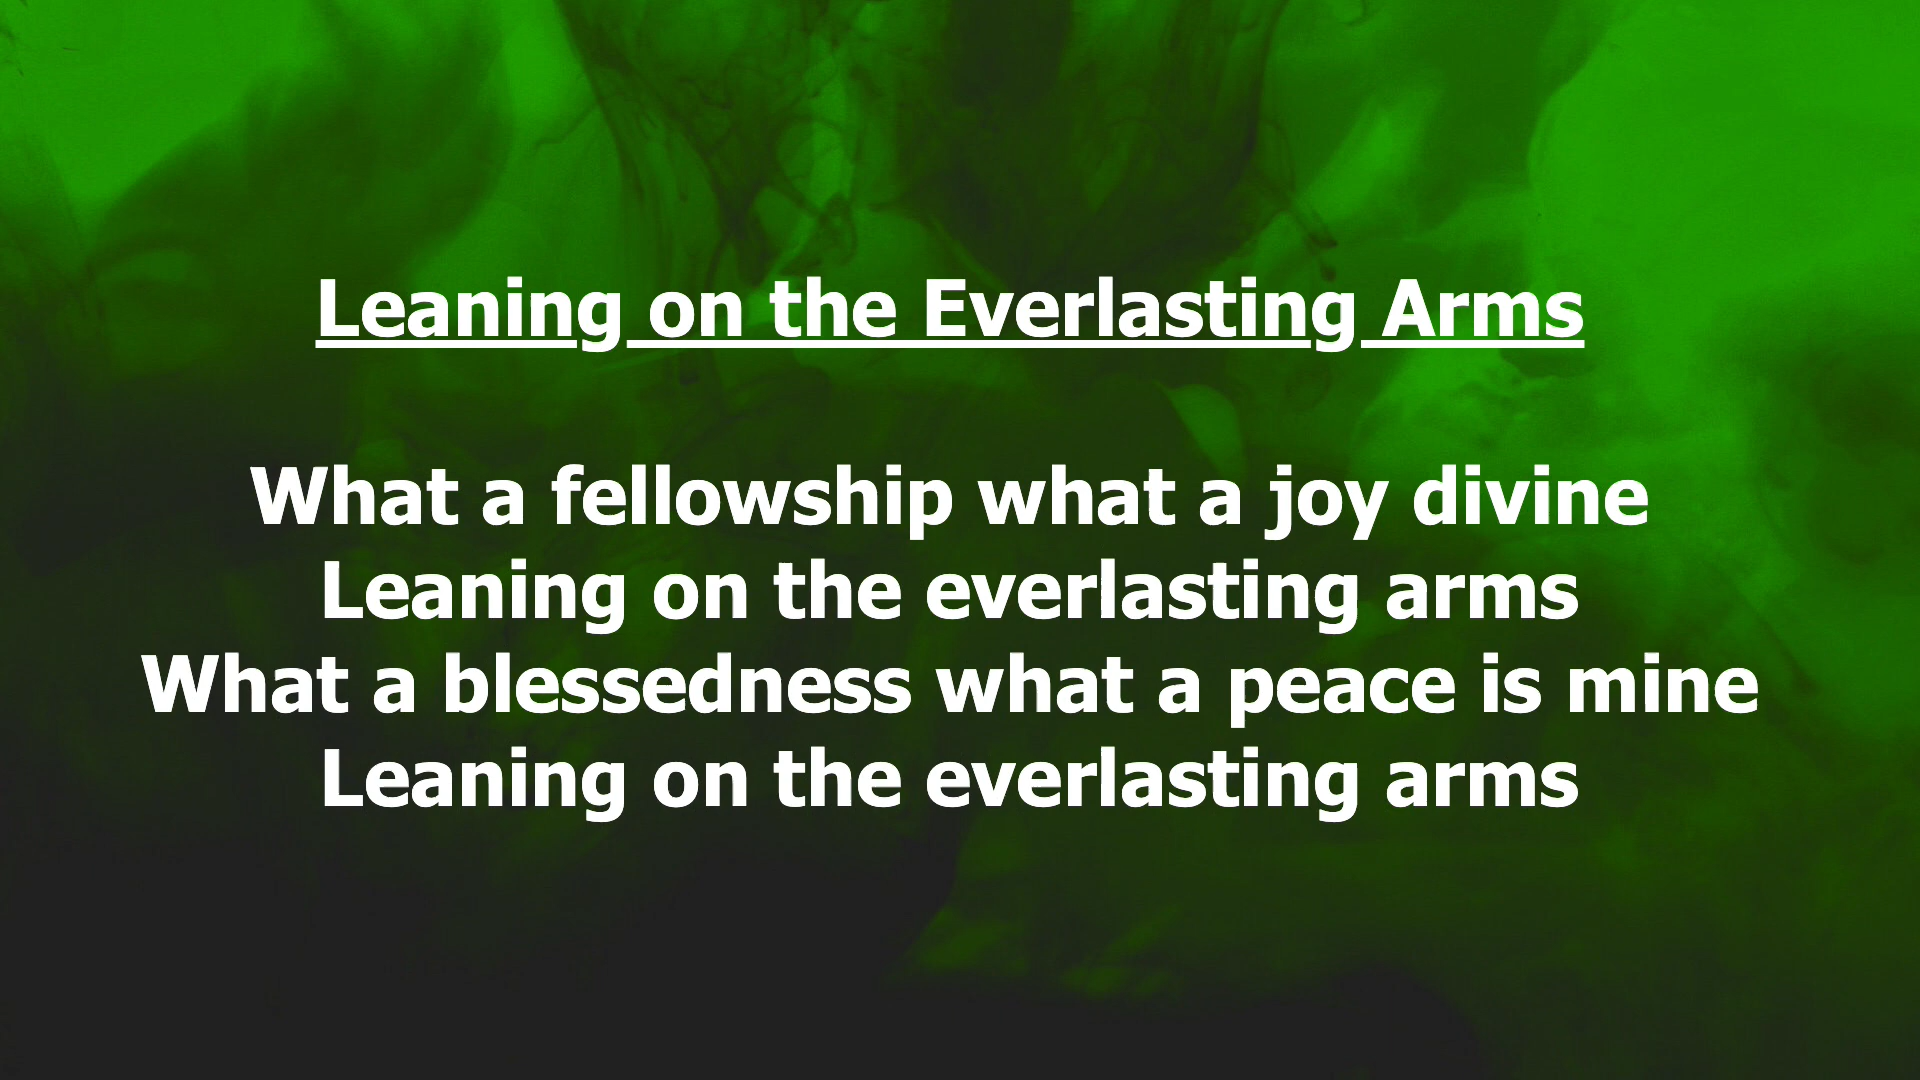 Leaning on the Everlasting Arms
What a fellowship what a joy divine
Leaning on the everlasting arms
What a blessedness what a peace is mine
Leaning on the everlasting arms